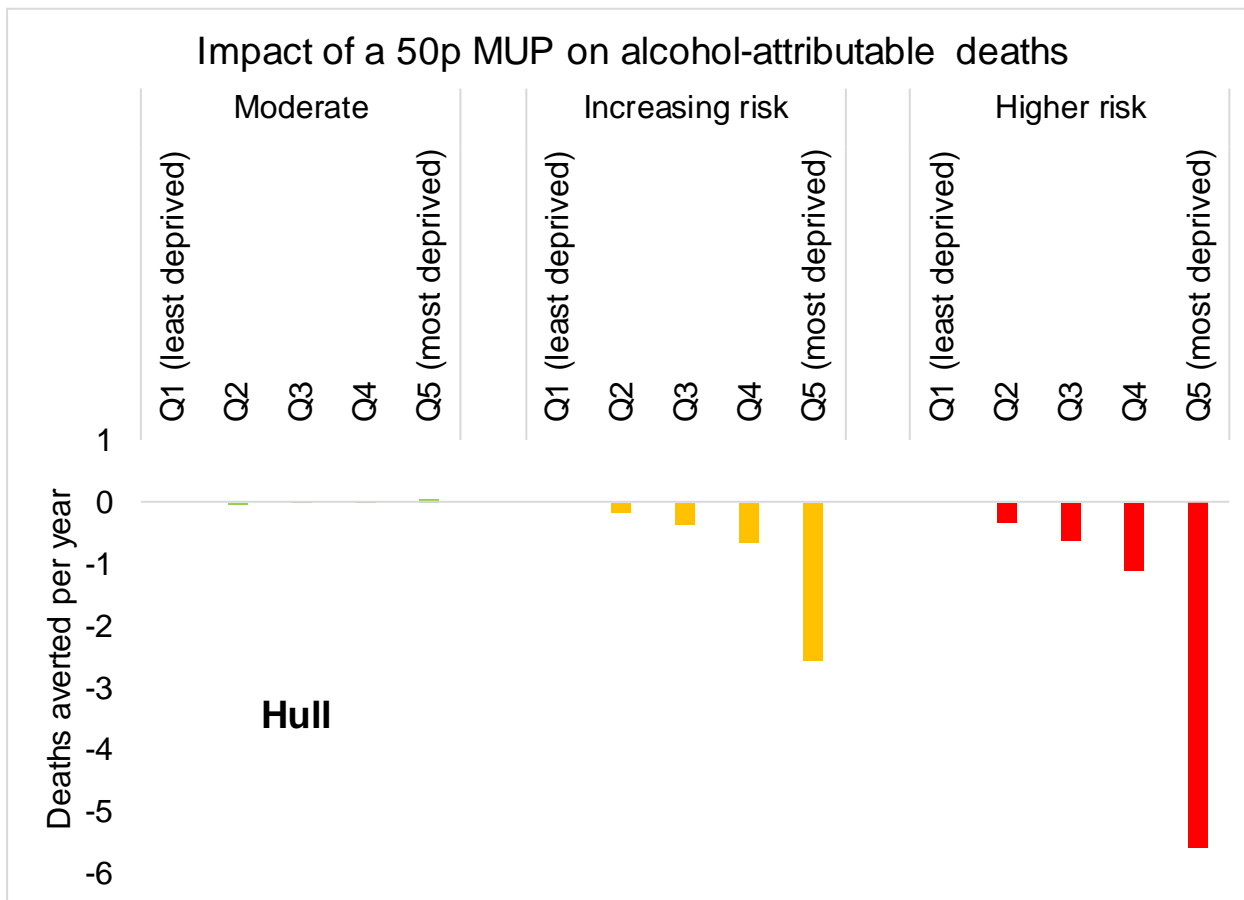 Impact of a 50p MUP on alcohol-attributable deaths
Moderate
Increasing risk
Higher risk
Q1 (least deprived)
Q2
Q3
Q4
Q5 (most deprived)
Q1 (least deprived)
Q2
Q3
Q4
Q5 (most deprived)
Q1 (least deprived)
Q2
Q3
Q4
Q5 (most deprived)
Deaths averted per year
1
0
-1
-2
-3
-4
-5
-6
Hull